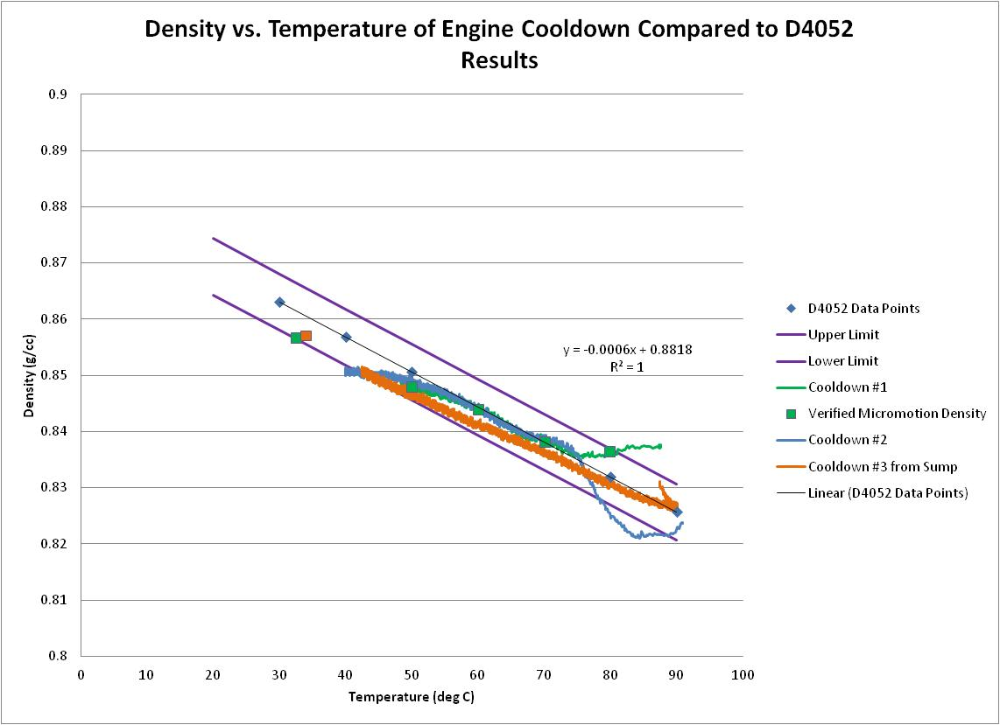 Density vs. Temperature of Engine Cooldown Compared to D4052
Results
0.9
0.89
0.88
0.87
0.86
0.85
0.84
0.83
0.82
0.81
0.8
Density (g/cc)
y = -0.0006x + 0.8818
R² = 1
0 10 20 30 40 50 60 70 80 90 100
Temperature (deg C)
D4052 Data Points
Upper Limit
Lower Limit
Cooldown #1
Verified Micromotion Density
Cooldown #2
Cooldown #3 from Sump
Linear (D4052 Data Points)